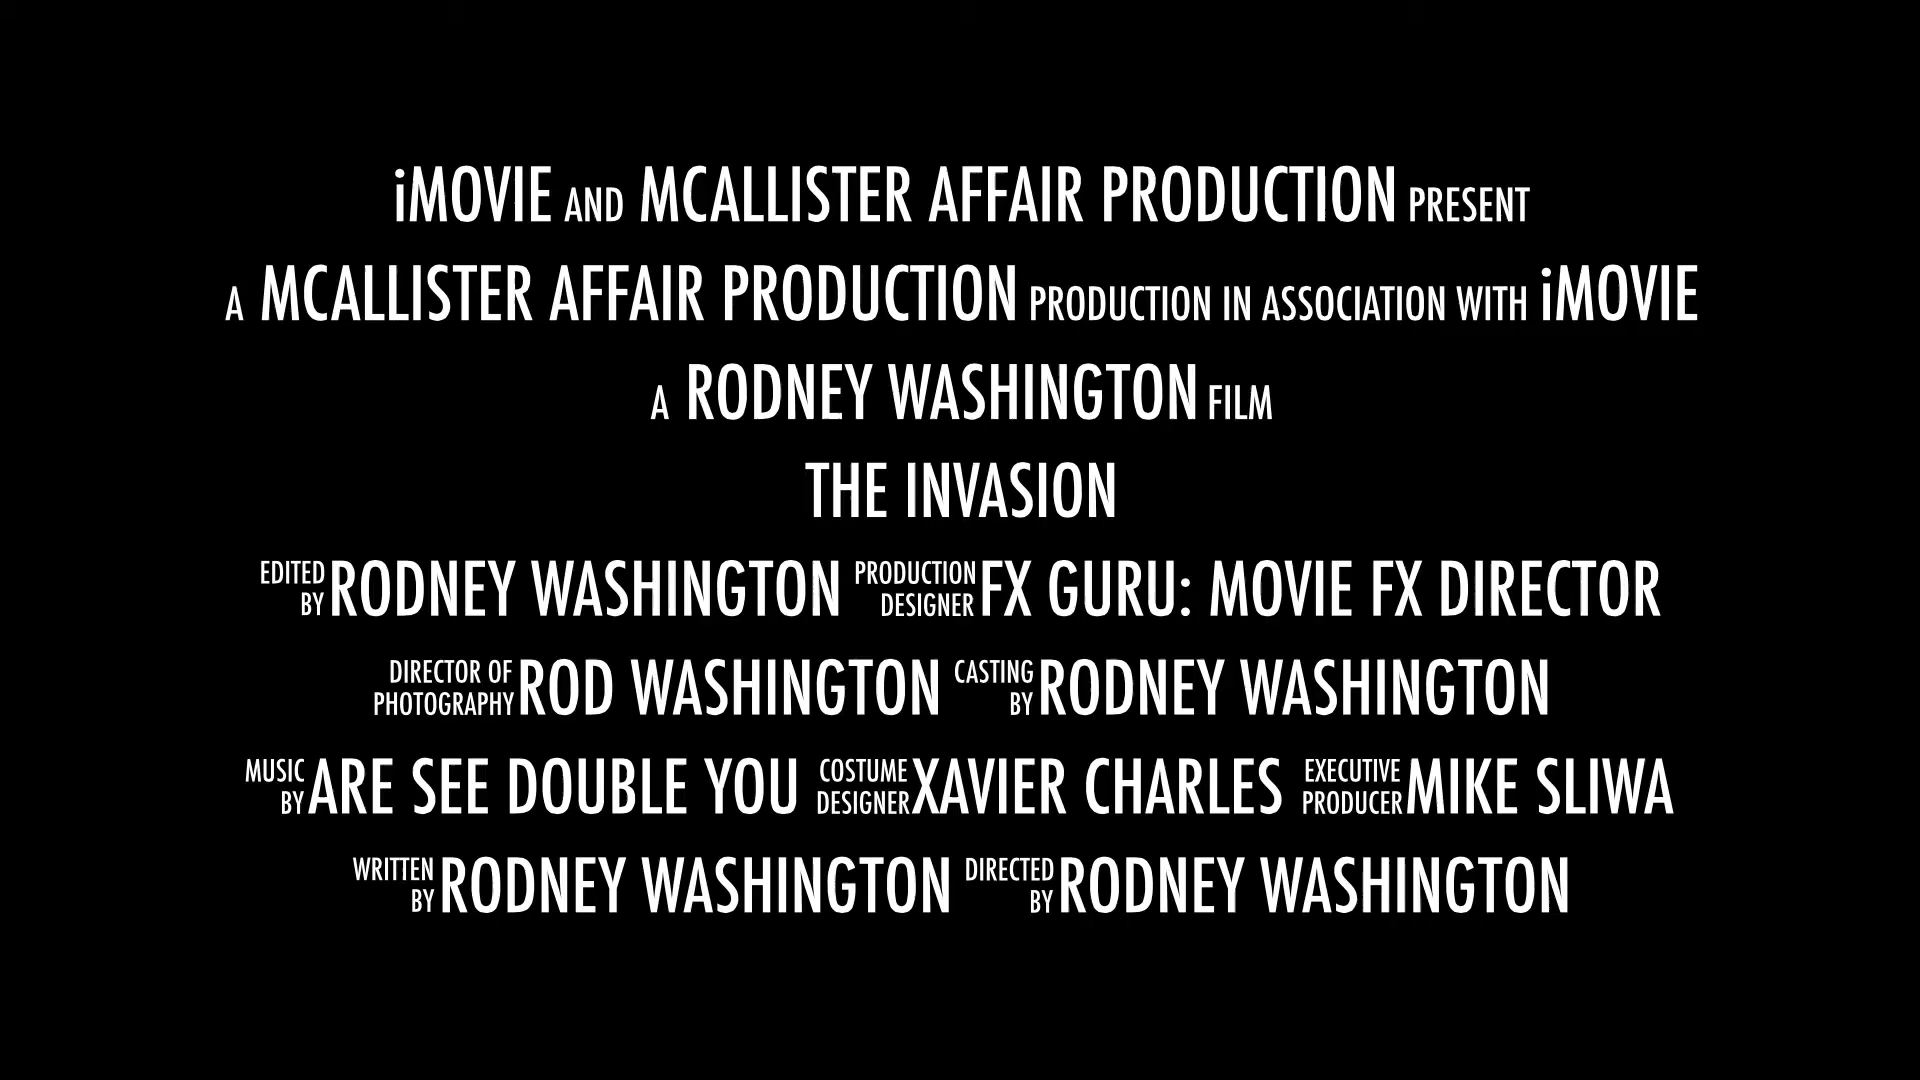 iMOVIE AND MCALLISTER AFFAIR PRODUCTION PRESENT
A MCALLISTER AFFAIR PRODUCTION PRODUCTION IN ASSOCIATION WITH iMOVIE
A RODNEY WASHINGTON FILM
THE INVASION
EDITED BY RODNEY WASHINGTON PRODUCTION DESIGNER FX GURU: MOVIE FX DIRECTOR
DIRECTOR OF PHOTOGRAPHY ROD WASHINGTON CASTING BY RODNEY WASHINGTON
MUSIC BY ARE SEE DOUBLE YOU COSTUME DESIGNER XAVIER CHARLES EXECUTIVE PRODUCER MIKE SLIWA
WRITTEN BY RODNEY WASHINGTON DIRECTED BY RODNEY WASHINGTON